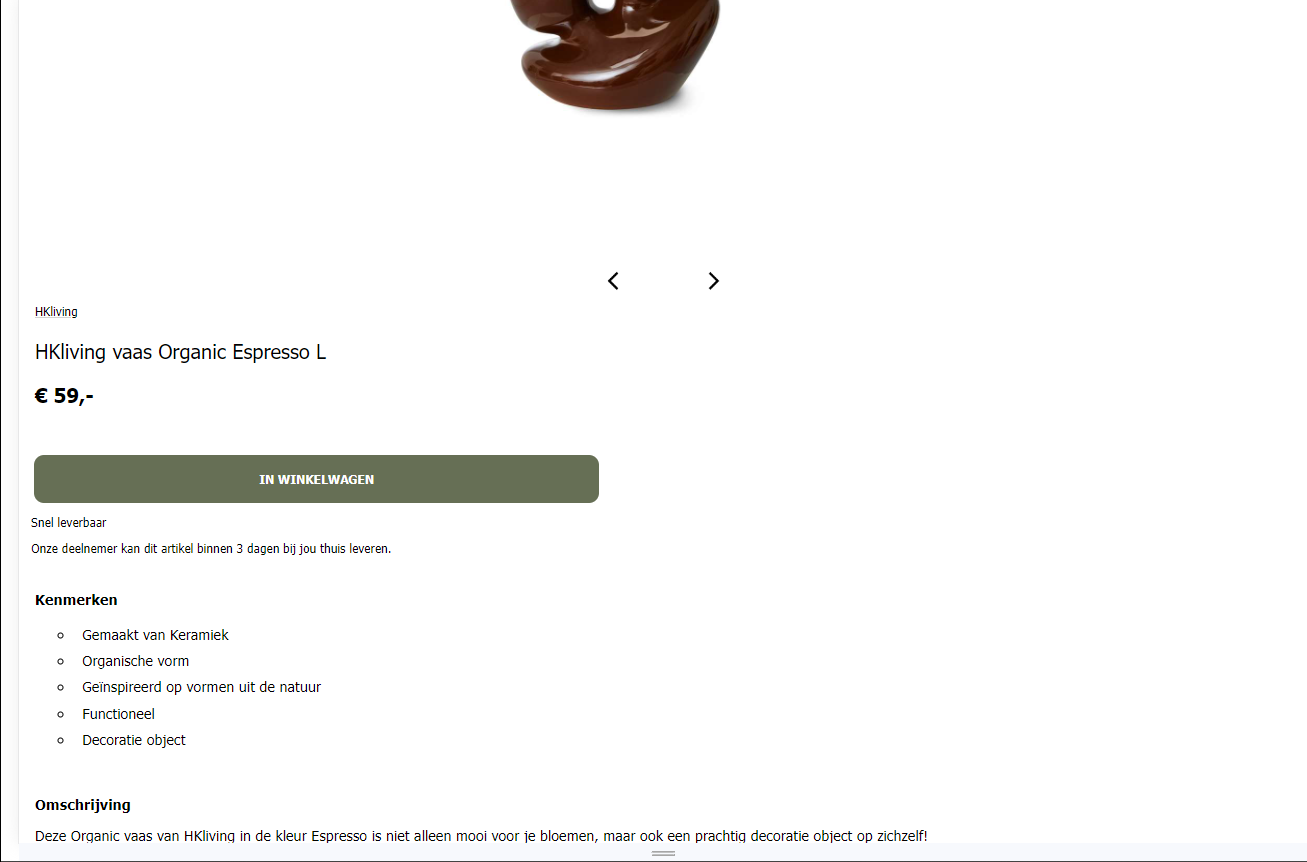 HKliving
HKliving vaas Organic Espresso L
€ 59,-
IN WINKELWAGEN
Snel leverbaar
Onze deelnemer kan dit artikel binnen 3 dagen bij jou thuis leveren.
Kenmerken
Gemaakt van Keramiek
Organische vorm
Geïnspireerd op vormen uit de natuur
Functioneel
Decoratie object
Omschrijving
Deze Organic vaas van HKliving in de kleur Espresso is niet alleen mooi voor je bloemen, maar ook een prachtig decoratie object op zichzelf!